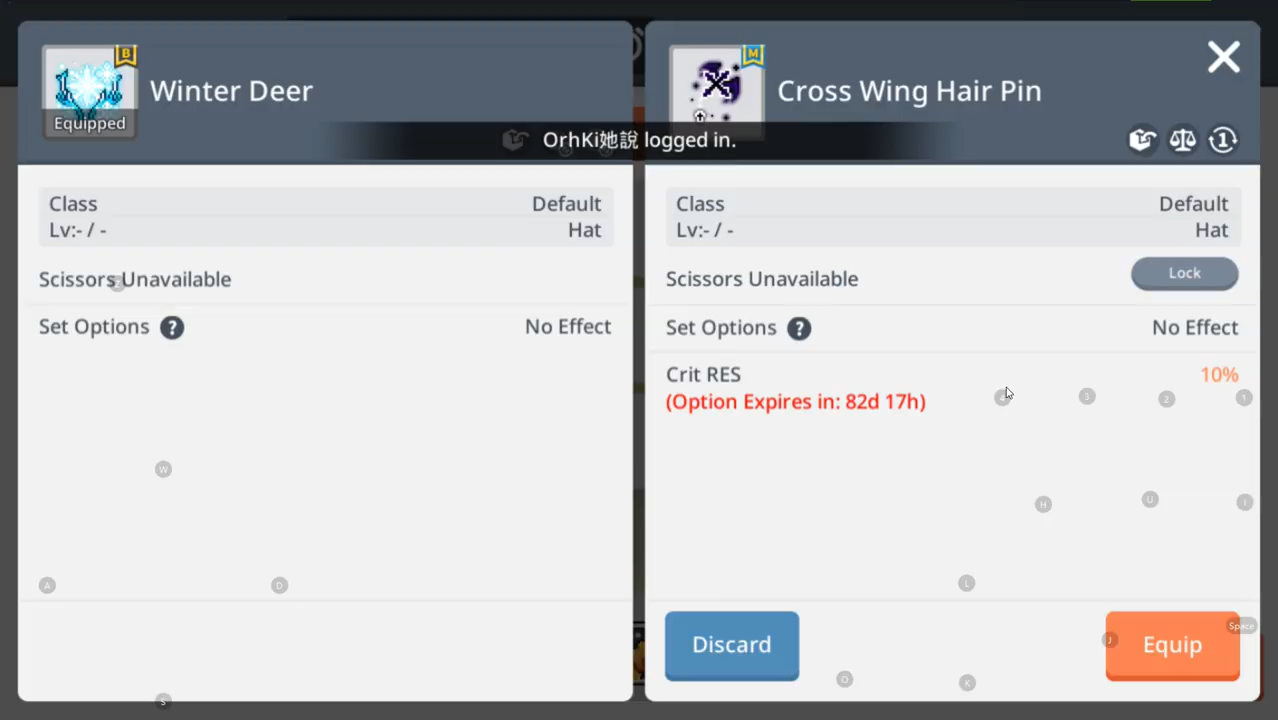 B
Winter Deer
Equipped
M
Cross Wing Hair Pin
OrhKi她說 logged in.
1
Class Default
Lv:- / - Hat
Scissors Unavailable
Set Options ? No Effect
W
A
D
S
Class Default
Lv:- / - Hat
Scissors Unavailable Lock
Set Options ? No Effect
Crit RES 10%
(Option Expires in: 82d 17h)
3 2 1
H U I
L
Space
Discard J Equip
O K